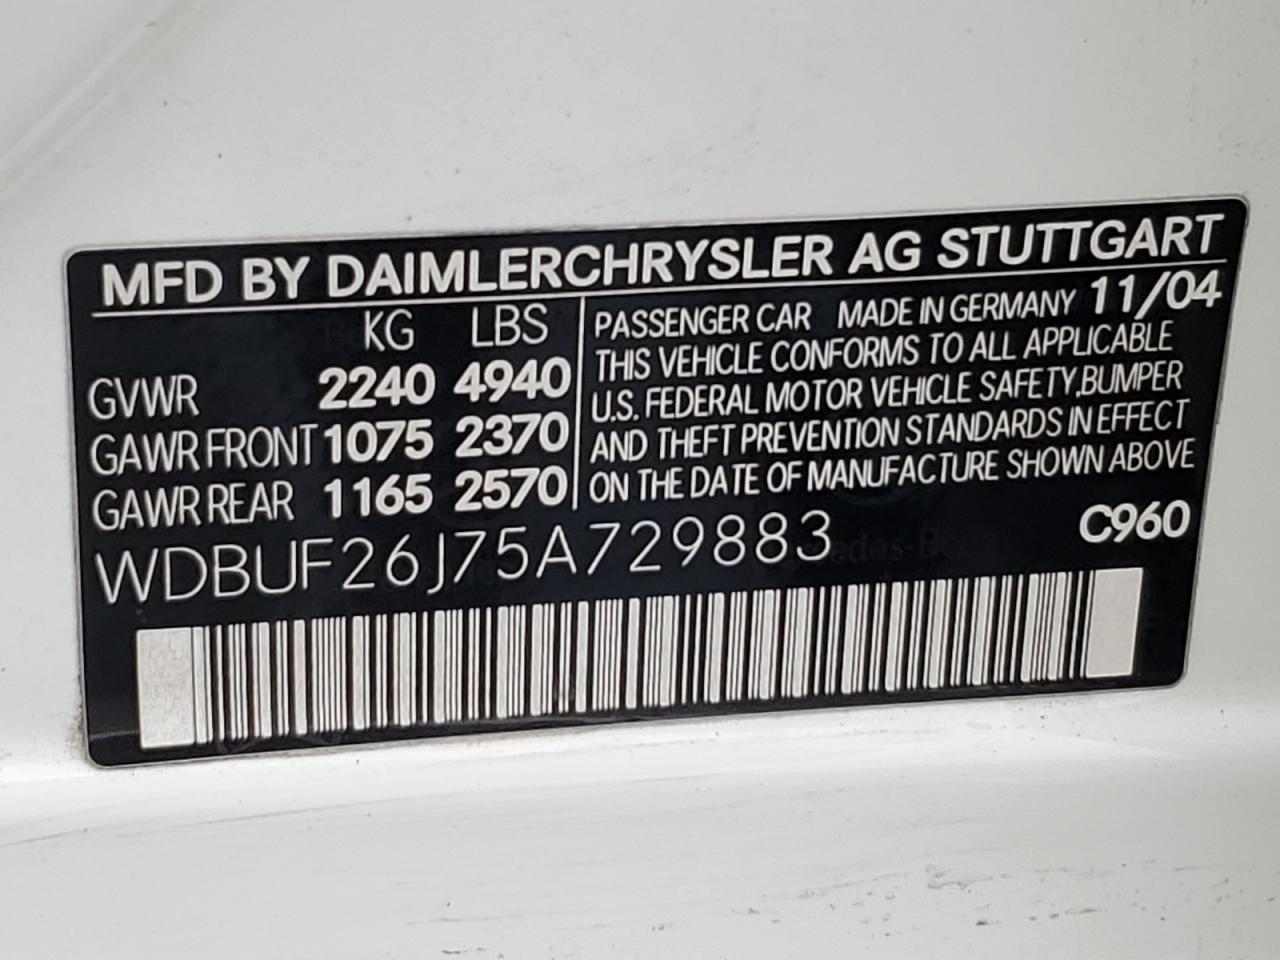 MFD BY DAIMLERCHRYSLER AG STUTTGART
KG LBS
GVWR 2240 4940
GAWR FRONT 1075 2370
GAWR REAR 1165 2570
PASSENGER CAR MADE IN GERMANY 11/04
THIS VEHICLE CONFORMS TO ALL APPLICABLE
U.S. FEDERAL MOTOR VEHICLE SAFETY,BUMPER
AND THEFT PREVENTION STANDARDS IN EFFECT
ON THE DATE OF MANUFACTURE SHOWN ABOVE
WDBUF26J75A729883
C960